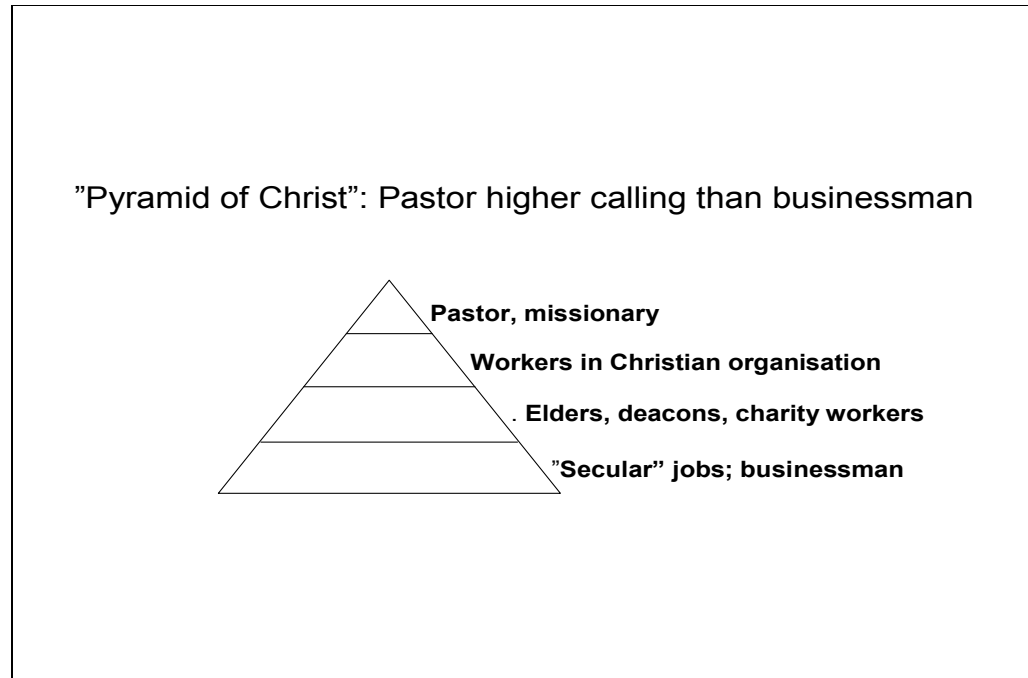 ”Pyramid of Christ”: Pastor higher calling than businessman
Pastor, missionary
Workers in Christian organisation
. Elders, deacons, charity workers
”Secular” jobs; businessman